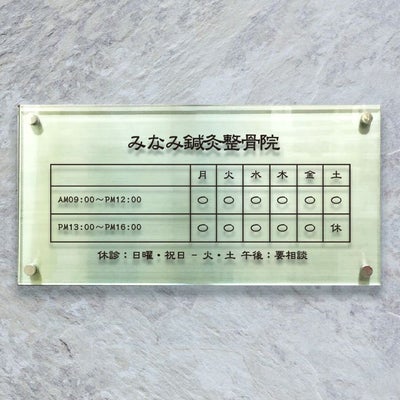 みなみ鍼灸整骨院
月 火 水 木 金 土
AM09:00〜PM12:00 ○ ○ ○ ○ ○ ○
PM13:00〜PM16:00 ○ ○ ○ ○ ○ 休
休診：日曜・祝日 − 火・土 午後：要相談